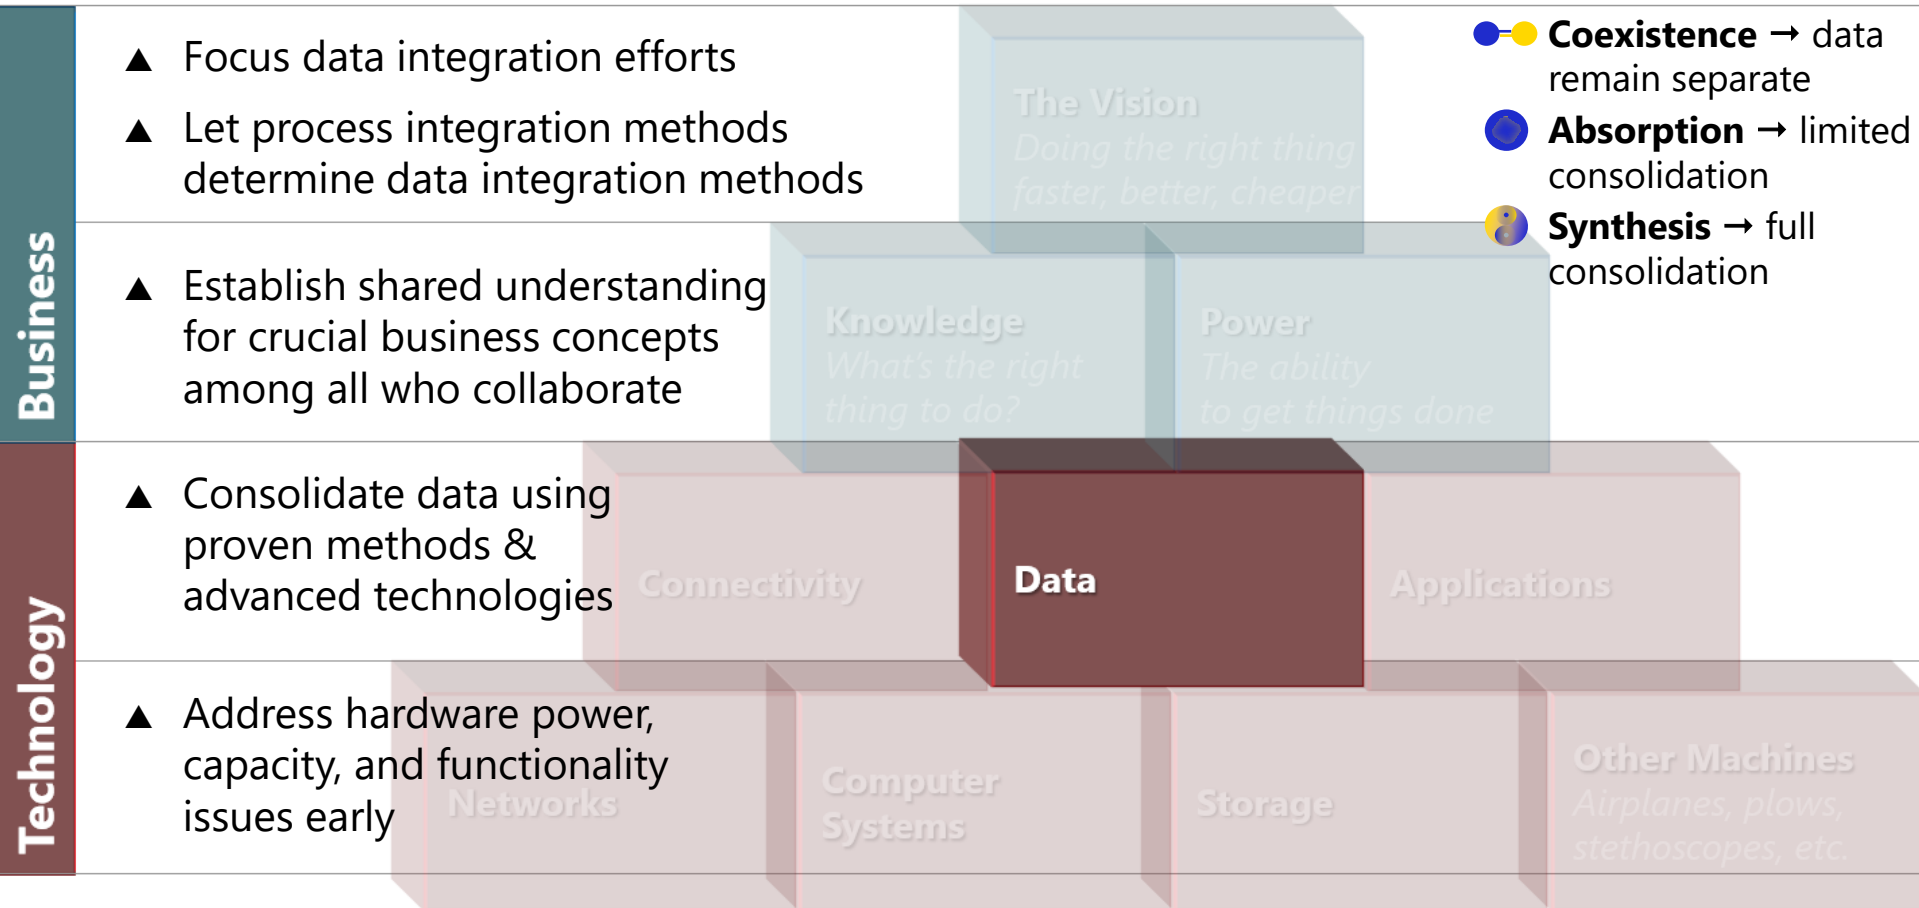 Business
▲ Focus data integration efforts
▲ Let process integration methods
determine data integration methods
▲ Establish shared understanding
for crucial business concepts
among all who collaborate
Technology
▲ Consolidate data using
proven methods &
advanced technologies
▲ Address hardware power,
capacity, and functionality
issues early
Coexistence → data
remain separate
Absorption → limited
consolidation
Synthesis → full
consolidation
The Vision
Doing the right thing
faster, better, cheaper
Knowledge
What's the right
thing to do?
Power
The ability
to get things done
Connectivity
Data
Applications
Networks
Computer
Systems
Storage
Other Machines
Airplanes, plows,
stethoscopes, etc.